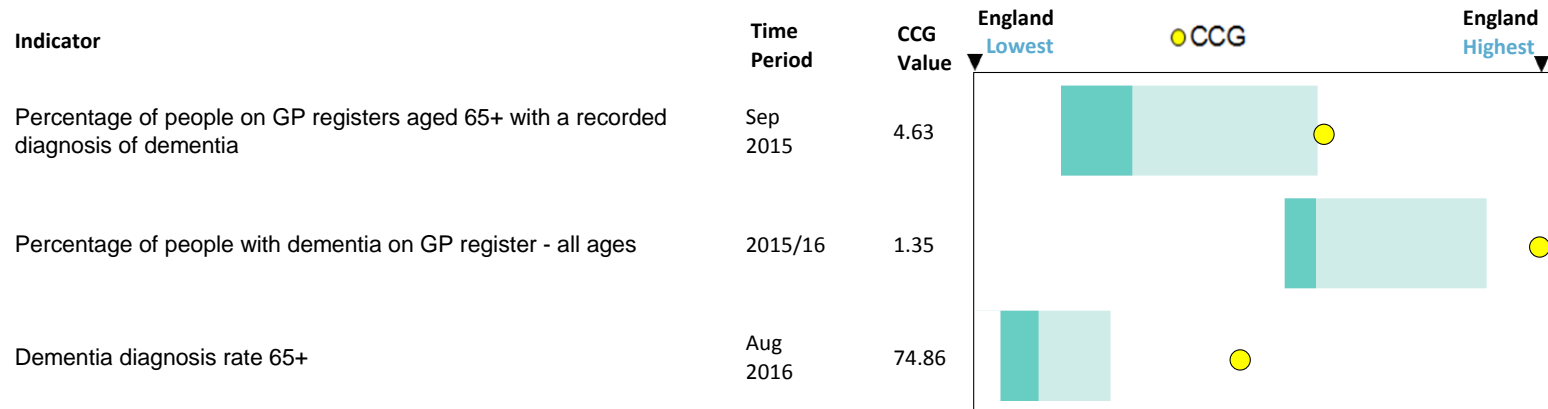 Indicator
Time
Period
CCG
Value
England
Lowest
CCG
England
Highest
Percentage of people on GP registers aged 65+ with a recorded
diagnosis of dementia
Sep
2015
4.63
Percentage of people with dementia on GP register - all ages
2015/16
1.35
Dementia diagnosis rate 65+
Aug
2016
74.86